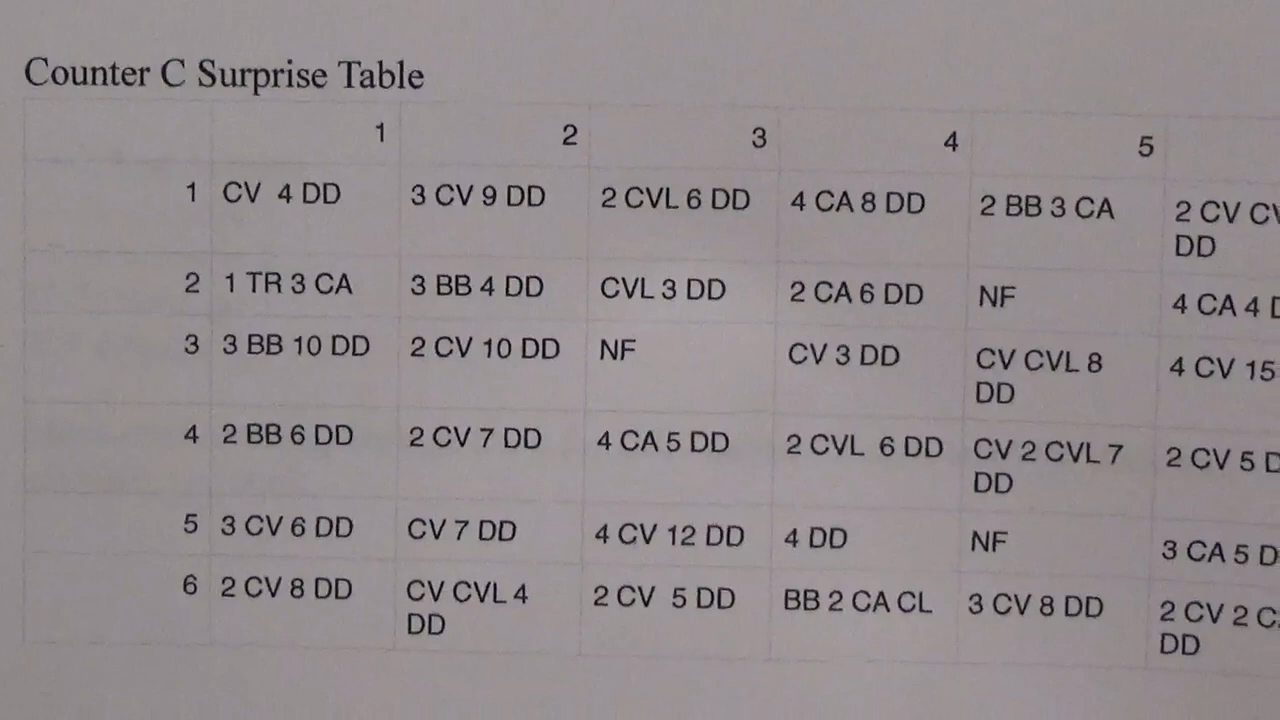 Counter C Surprise Table
1 2 3 4 5
1 CV 4 DD 3 CV 9 DD 2 CVL 6 DD 4 CA 8 DD 2 BB 3 CA 2 CV
DD
2 1 TR 3 CA 3 BB 4 DD CVL 3 DD 2 CA 6 DD NF 4 CA 4
3 3 BB 10 DD 2 CV 10 DD NF CV 3 DD CV CVL 8 4 CV 15
DD
4 2 BB 6 DD 2 CV 7 DD 4 CA 5 DD 2 CVL 6 DD CV 2 CVL 7 2 CV 5
DD
5 3 CV 6 DD CV 7 DD 4 CV 12 DD 4 DD NF 3 CA 5
6 2 CV 8 DD CV CVL 4 2 CV 5 DD BB 2 CA CL 3 CV 8 DD 2 CV 2
DD DD